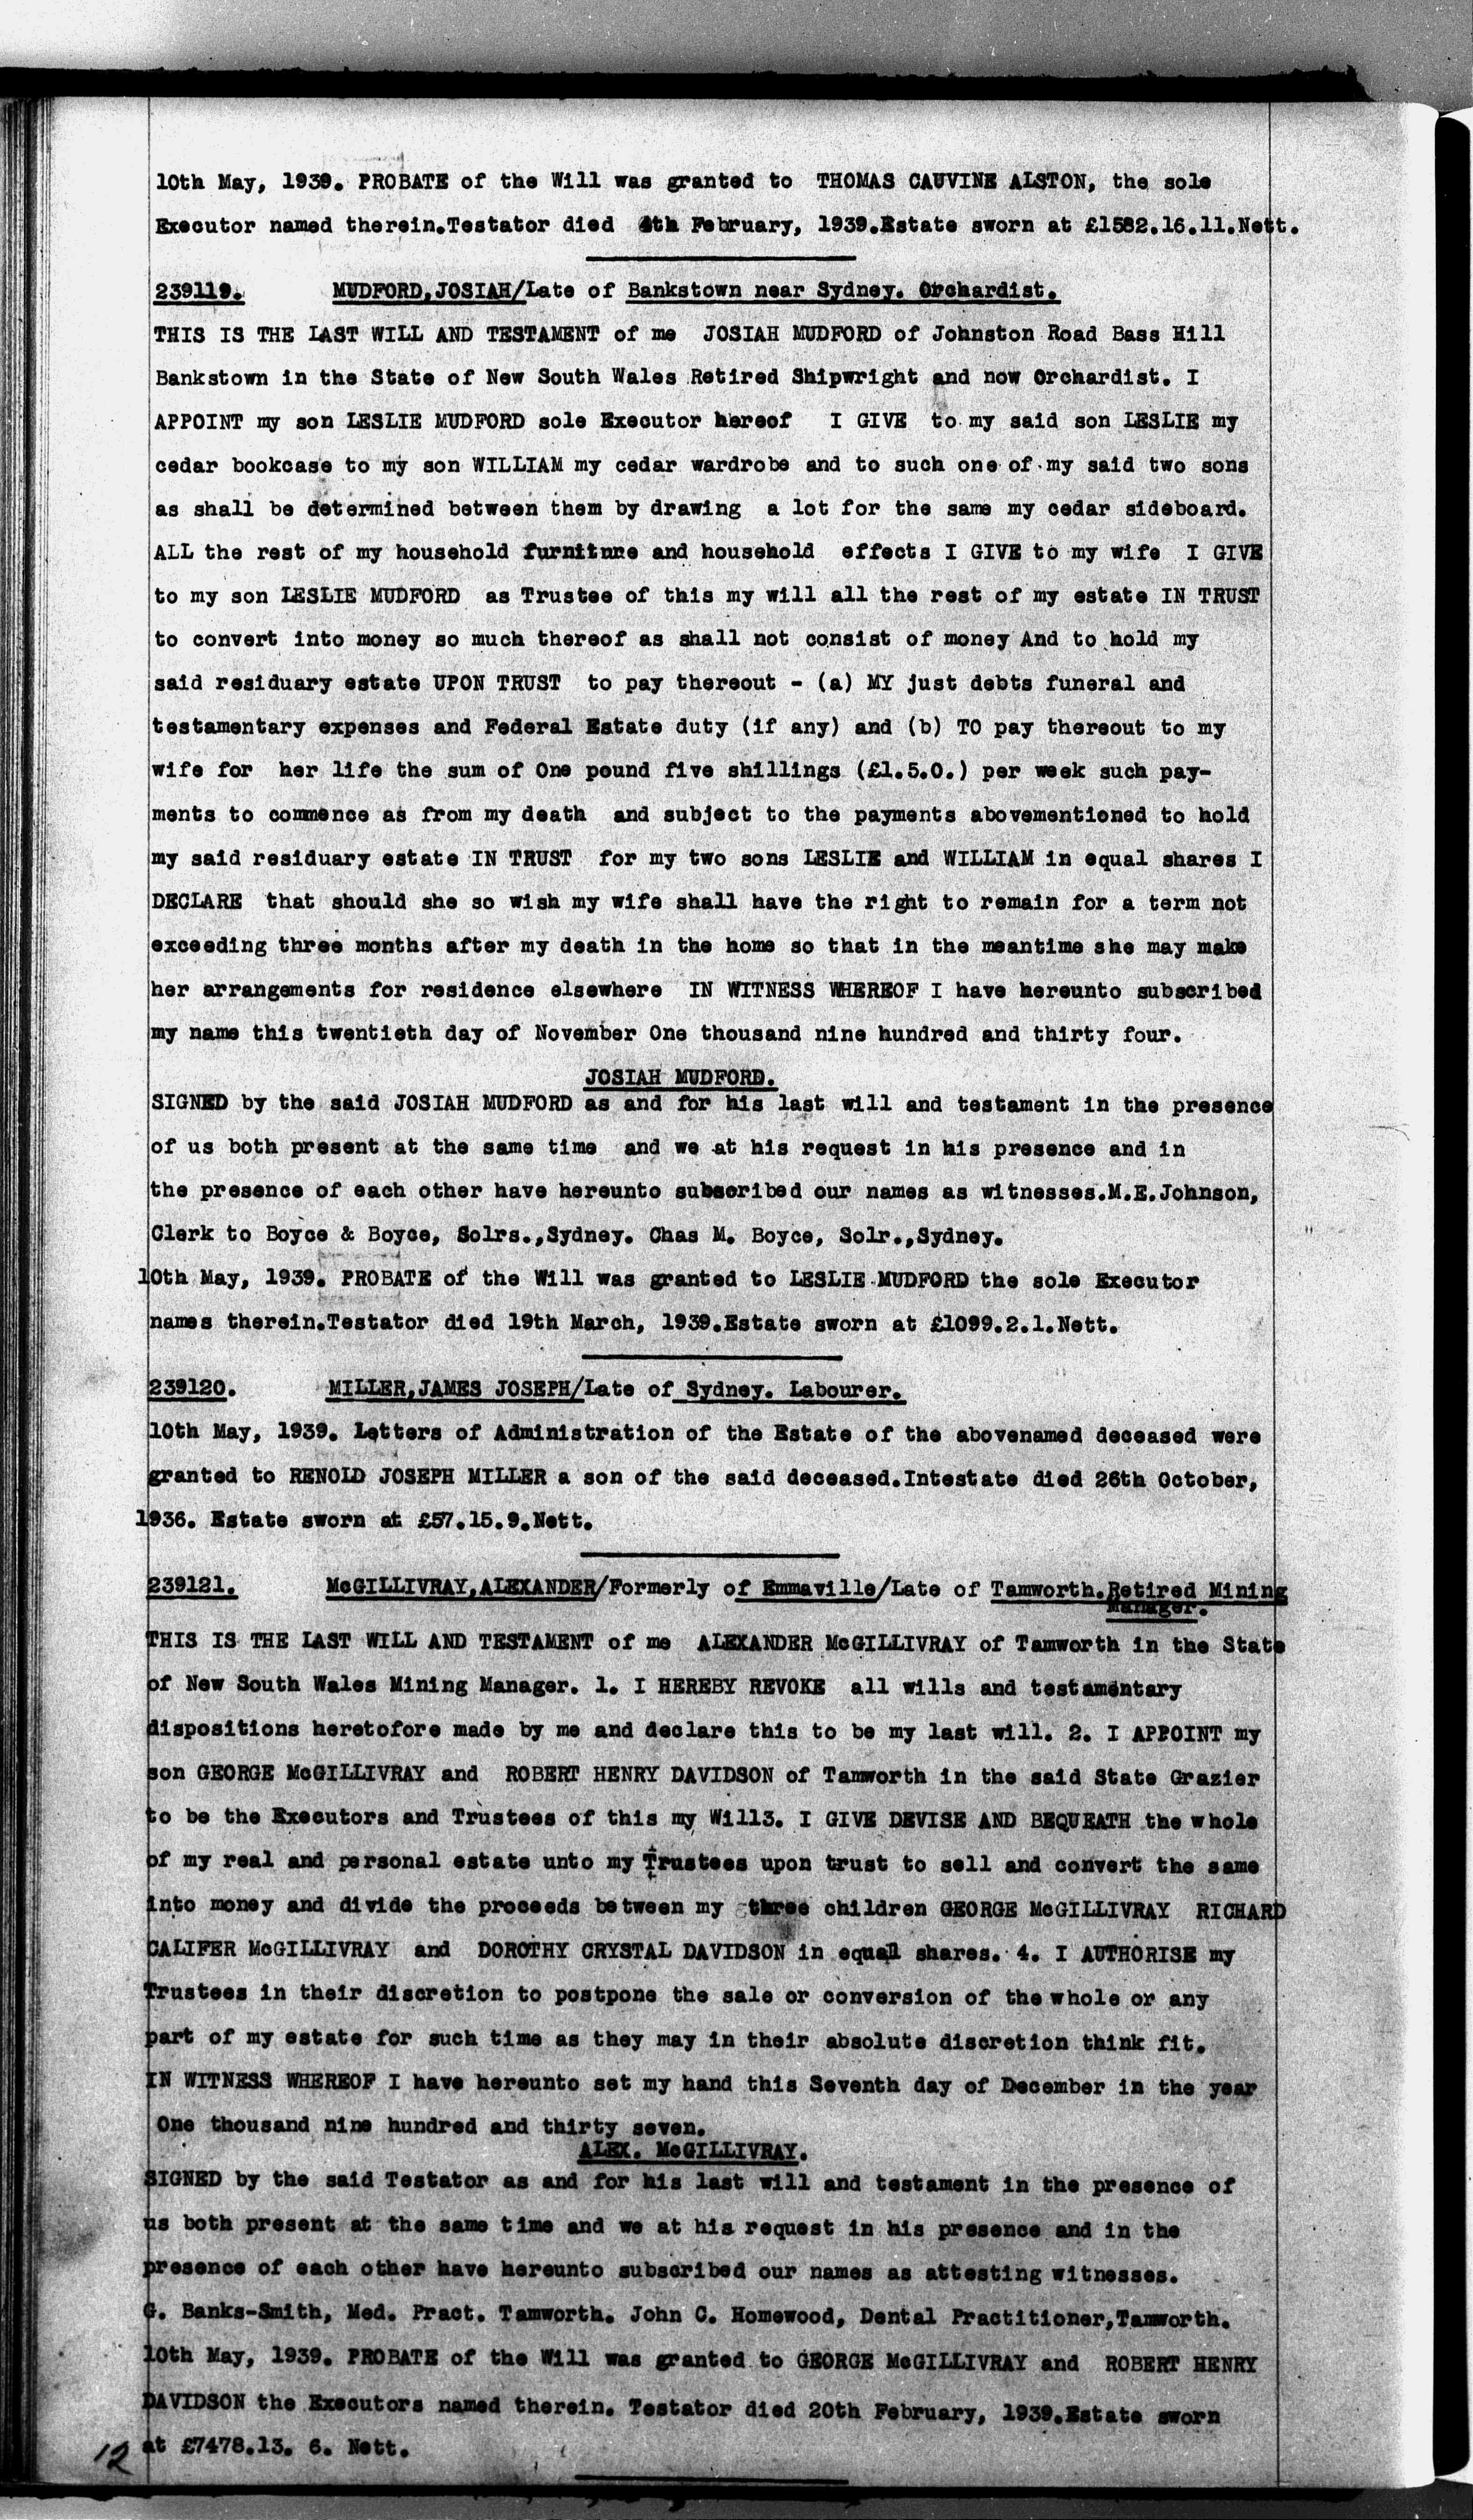 10th May, 1939. PROBATE of the Will was granted to THOMAS CAUVINE ALSTON, the sole
Executor named therein.Testator died 4th February, 1939.Estate sworn at £1582.16.11.Nett.
239119. MUDFORD,JOSIAH/Late of Bankstown near Sydney. Orchardist.
THIS IS THE LAST WILL AND TESTAMENT of me JOSIAH MUDFORD of Johnston Road Bass Hill
Bankstown in the State of New South Wales Retired Shipwright and now Orchardist. I
APPOINT my son LESLIE MUDFORD sole Executor hereof I GIVE to my said son LESLIE my
cedar bookcase to my son WILLIAM my cedar wardrobe and to such one of my said two sons
as shall be determined between them by drawing a lot for the same my cedar sideboard.
ALL the rest of my household furniture and household effects I GIVE to my wife I GIVE
to my son LESLIE MUDFORD as Trustee of this my will all the rest of my estate IN TRUST
to convert into money so much thereof as shall not consist of money And to hold my
said residuary estate UPON TRUST to pay thereout - (a) MY just debts funeral and
testamentary expenses and Federal Estate duty (if any) and (b) TO pay thereout to my
wife for her life the sum of One pound five shillings (£1.5.0.) per week such pay-
ments to commence as from my death and subject to the payments abovementioned to hold
my said residuary estate IN TRUST for my two sons LESLIE and WILLIAM in equal shares I
DECLARE that should she so wish my wife shall have the right to remain for a term not
exceeding three months after my death in the home so that in the meantime she may make
her arrangements for residence elsewhere IN WITNESS WHEREOF I have hereunto subscribed
my name this twentieth day of November One thousand nine hundred and thirty four.
JOSIAH MUDFORD.
SIGNED by the said JOSIAH MUDFORD as and for his last will and testament in the presence
of us both present at the same time and we at his request in his presence and in
the presence of each other have hereunto subscribed our names as witnesses.M.E.Johnson,
Clerk to Boyce & Boyce, Solrs.,Sydney. Chas M. Boyce, Solr.,Sydney.
10th May, 1939. PROBATE of the Will was granted to LESLIE MUDFORD the sole Executor
names therein.Testator died 19th March, 1939.Estate sworn at £1099.2.1.Nett.
239120. MILLER,JAMES JOSEPH/Late of Sydney. Labourer.
10th May, 1939. Letters of Administration of the Estate of the abovenamed deceased were
granted to RENOLD JOSEPH MILLER a son of the said deceased.Intestate died 26th October,
1936. Estate sworn at £57.15.9.Nett.
239121. McGILLIVRAY,ALEXANDER/Formerly of Emmaville/Late of Tamworth.Retired Mining
Manager.
THIS IS THE LAST WILL AND TESTAMENT of me ALEXANDER McGILLIVRAY of Tamworth in the State
of New South Wales Mining Manager. 1. I HEREBY REVOKE all wills and testamentary
dispositions heretofore made by me and declare this to be my last will. 2. I APPOINT my
son GEORGE McGILLIVRAY and ROBERT HENRY DAVIDSON of Tamworth in the said State Grazier
to be the Executors and Trustees of this my Will3. I GIVE DEVISE AND BEQUEATH the whole
of my real and personal estate unto my Trustees upon trust to sell and convert the same
into money and divide the proceeds between my three children GEORGE McGILLIVRAY RICHARD
CALIFER McGILLIVRAY and DOROTHY CRYSTAL DAVIDSON in equal shares. 4. I AUTHORISE my
Trustees in their discretion to postpone the sale or conversion of the whole or any
part of my estate for such time as they may in their absolute discretion think fit.
IN WITNESS WHEREOF I have hereunto set my hand this Seventh day of December in the year
One thousand nine hundred and thirty seven.
ALEX. McGILLIVRAY.
SIGNED by the said Testator as and for his last will and testament in the presence of
us both present at the same time and we at his request in his presence and in the
presence of each other have hereunto subscribed our names as attesting witnesses.
G. Banks-Smith, Med. Pract. Tamworth. John C. Homewood, Dental Practitioner,Tamworth.
10th May, 1939. PROBATE of the Will was granted to GEORGE McGILLIVRAY and ROBERT HENRY
DAVIDSON the Executors named therein. Testator died 20th February, 1939.Estate sworn
at £7478.13. 6. Nett.
12